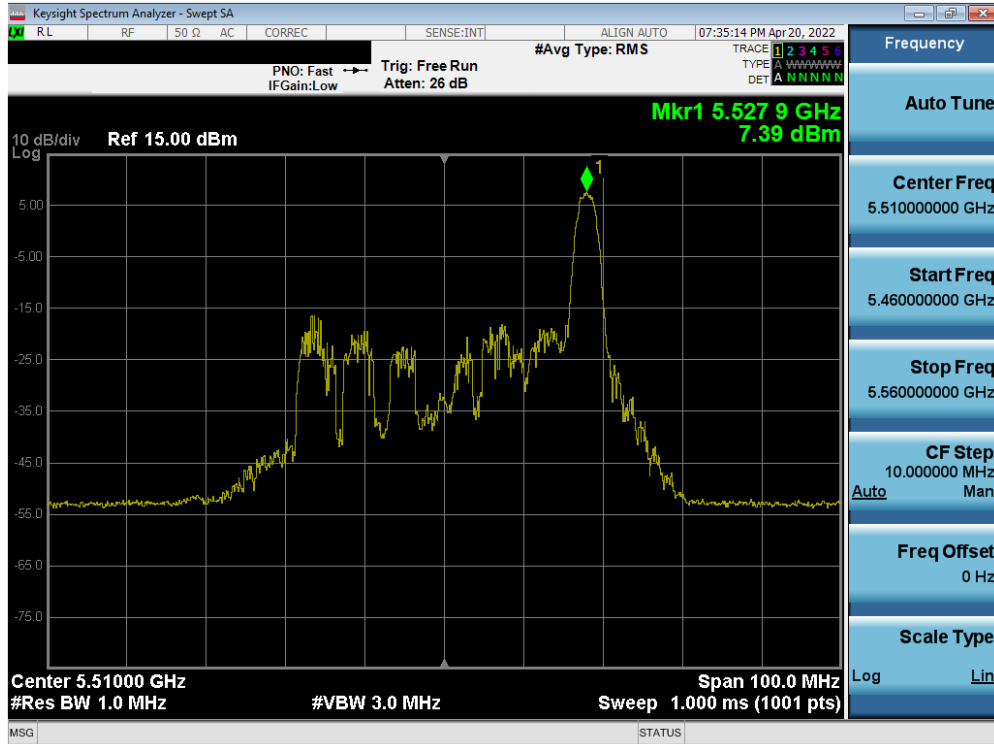 Keysight Spectrum Analyzer - Swept SA
LXI RL RF 50 Ω AC CORREC SENSE:INT ALIGN AUTO 07:35:14 PM Apr 20, 2022
PNO: Fast
IFGain:Low
Trig: Free Run
Atten: 26 dB
#Avg Type: RMS
TRACE 1 2 3 4 5 6
TYPE A WWWWW
DET A N N N N N
Mkr1 5.527 9 GHz
7.39 dBm
10 dB/div Ref 15.00 dBm
Log
1
5.00
-5.00
-15.0
-25.0
-35.0
-45.0
-55.0
-65.0
-75.0
Center 5.51000 GHz Span 100.0 MHz
#Res BW 1.0 MHz #VBW 3.0 MHz Sweep 1.000 ms (1001 pts)
MSG STATUS
Frequency
Auto Tune
Center Freq
5.510000000 GHz
Start Freq
5.460000000 GHz
Stop Freq
5.560000000 GHz
CF Step
10.000000 MHz
Auto Man
Freq Offset
0 Hz
Scale Type
Log Lin